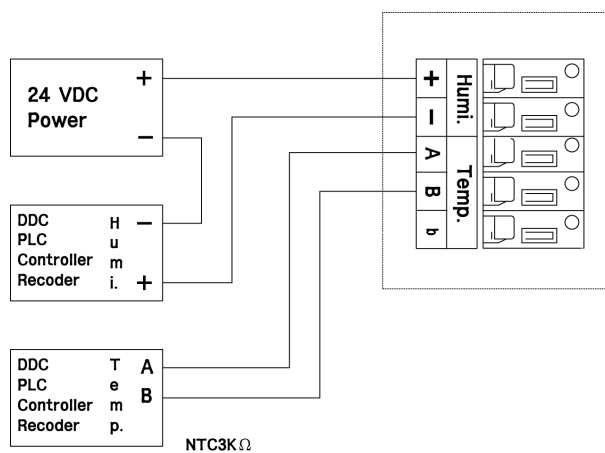 24 VDC +
Power
−
DDC H −
PLC u
Controller m
Recoder i. +
DDC T A
PLC e B
Controller m
Recoder p.
NTC3KΩ
+ Humi.
−
A Temp.
B
b